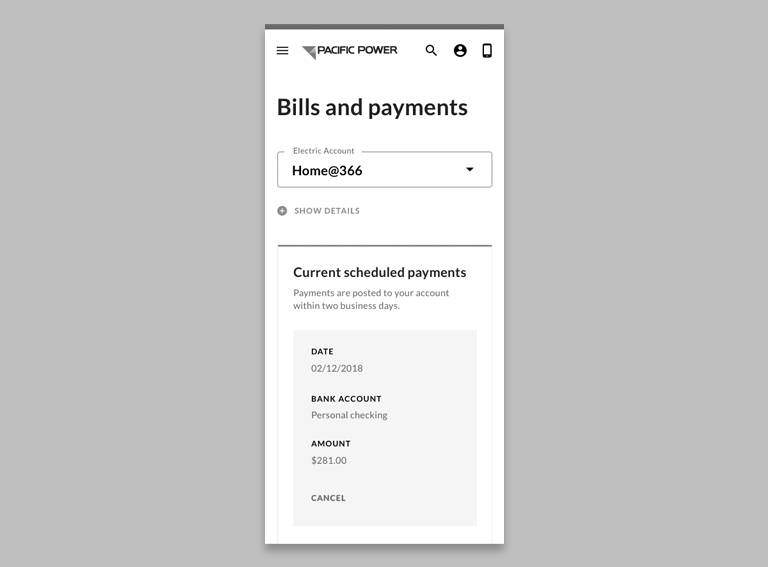 PACIFIC POWER
Bills and payments
Electric Account
Home@366
SHOW DETAILS
Current scheduled payments
Payments are posted to your account
within two business days.
DATE
02/12/2018
BANK ACCOUNT
Personal checking
AMOUNT
$281.00
CANCEL